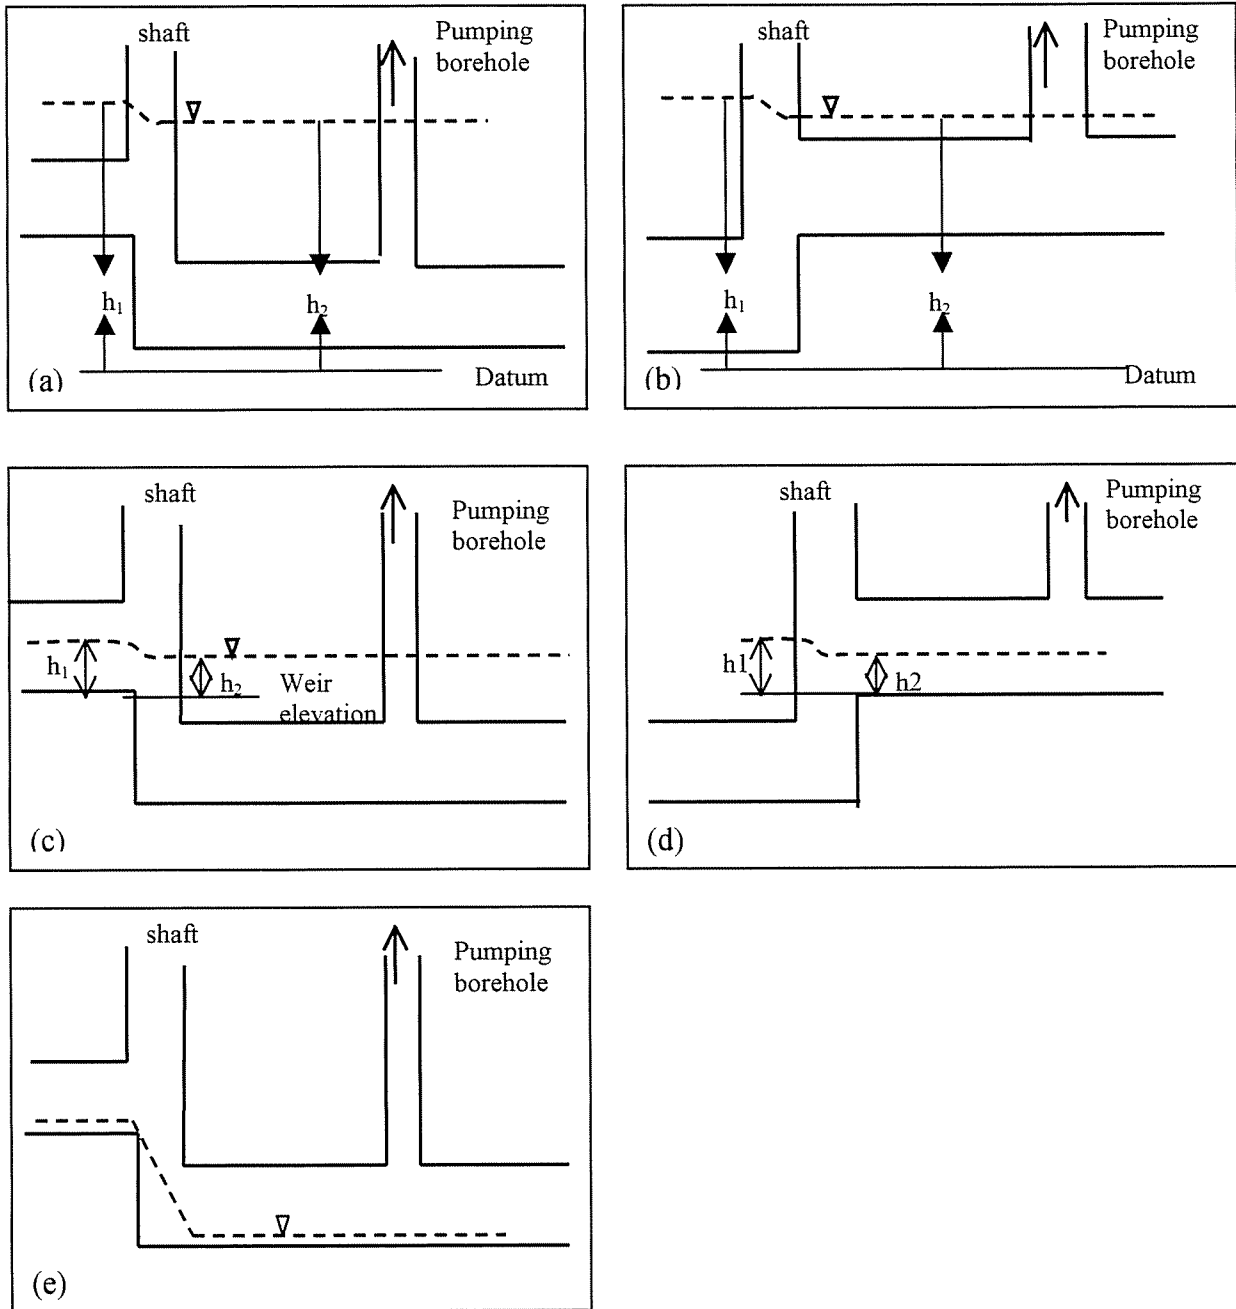 shaft
Pumping
borehole
h₁
h₂
(a)
Datum
shaft
Pumping
borehole
h₁
h₂
(b)
Datum
shaft
Pumping
borehole
h₁
h₂
Weir
elevation
(c)
shaft
Pumping
borehole
h1
h2
(d)
shaft
Pumping
borehole
(e)